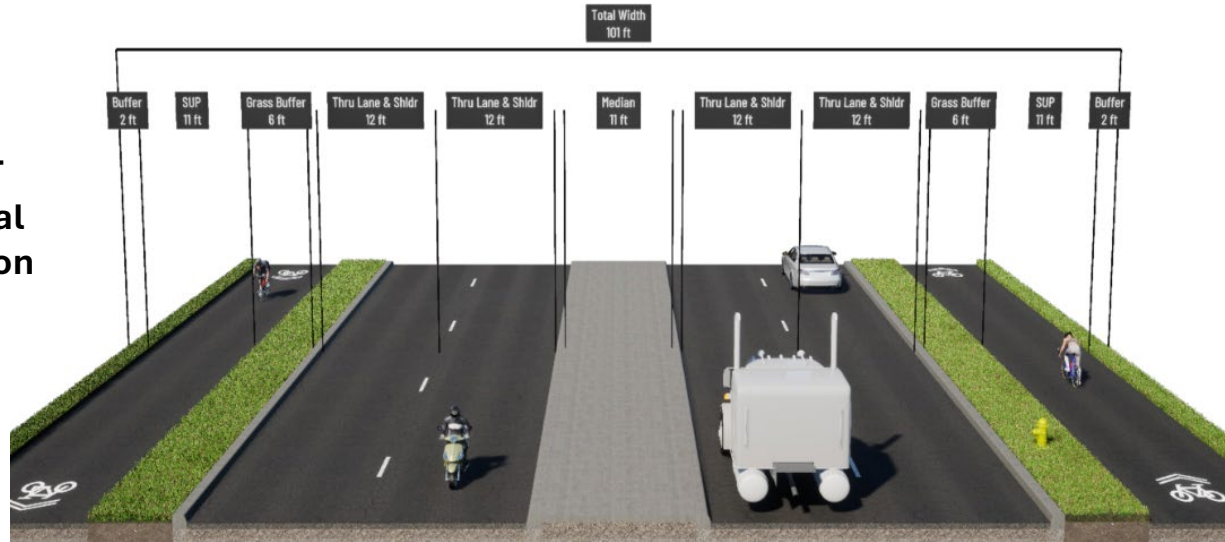 Total Width
101 ft
Buffer
2 ft
SUP
11 ft
Grass Buffer
6 ft
Thru Lane & Shldr
12 ft
Thru Lane & Shldr
12 ft
Median
11 ft
Thru Lane & Shldr
12 ft
Thru Lane & Shldr
12 ft
Grass Buffer
6 ft
SUP
11 ft
Buffer
2 ft
al
on